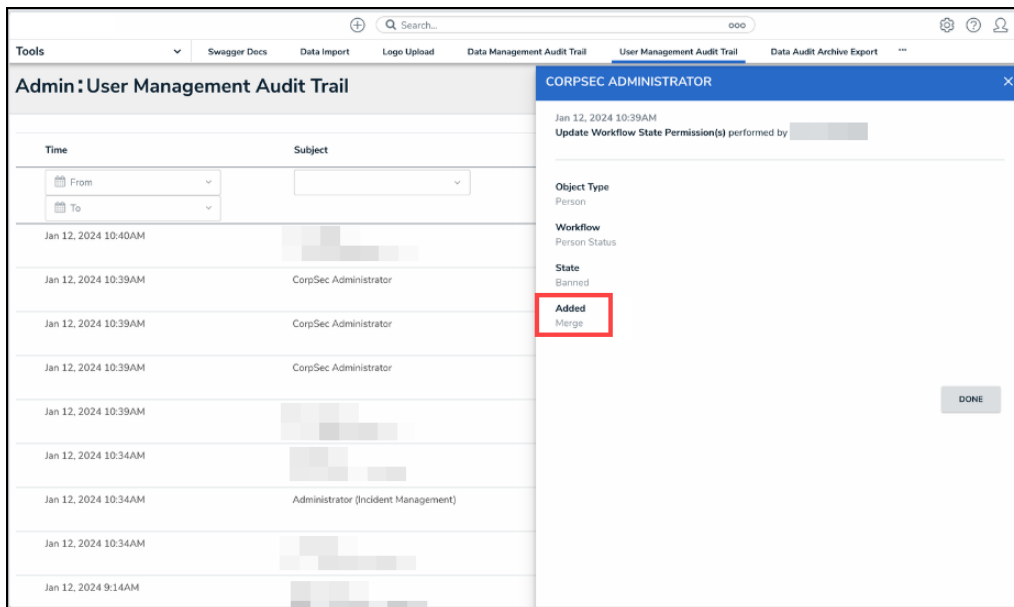 Search...
Tools
Swagger Docs
Data Import
Logo Upload
Data Management Audit Trail
User Management Audit Trail
Data Audit Archive Export
Admin:User Management Audit Trail
Time
Subject
From
To
Jan 12, 2024 10:40AM
Jan 12, 2024 10:39AM
CorpSec Administrator
Jan 12, 2024 10:39AM
CorpSec Administrator
Jan 12, 2024 10:39AM
CorpSec Administrator
Jan 12, 2024 10:39AM
Jan 12, 2024 10:34AM
Jan 12, 2024 10:34AM
Administrator (Incident Management)
Jan 12, 2024 10:34AM
Jan 12, 2024 9:14AM
CORPSEC ADMINISTRATOR
Jan 12, 2024 10:39AM
Update Workflow State Permission(s) performed by
Object Type
Person
Workflow
Person Status
State
Banned
Added
Merge
DONE